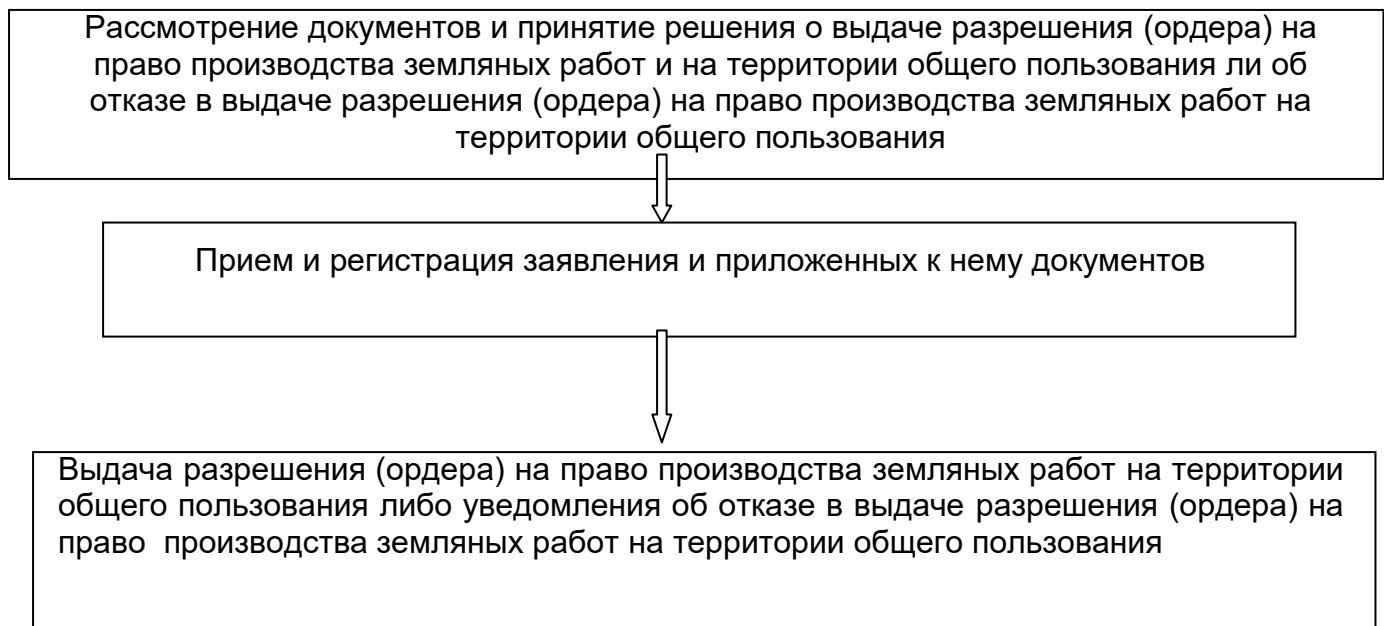 Рассмотрение документов и принятие решения о выдаче разрешения (ордера) на
право производства земляных работ и на территории общего пользования ли об
отказе в выдаче разрешения (ордера) на право производства земляных работ на
территории общего пользования
Прием и регистрация заявления и приложенных к нему документов
Выдача разрешения (ордера) на право производства земляных работ на территории
общего пользования либо уведомления об отказе в выдаче разрешения (ордера) на
право производства земляных работ на территории общего пользования